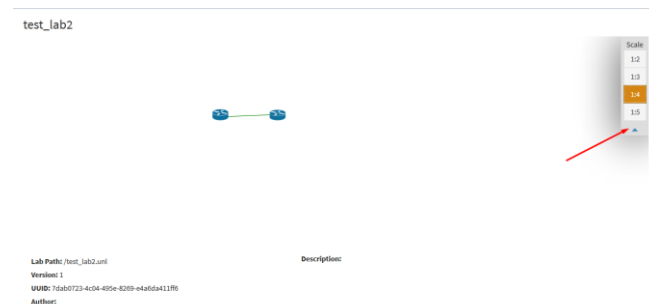 test_lab2
Scale
1:2
1:3
1:4
1:5
Lab Path: /test_lab2.unl
Description:
Version: 1
UUID: 7dab0723-4c04-495e-8269-e4a6da411ff6
Author: